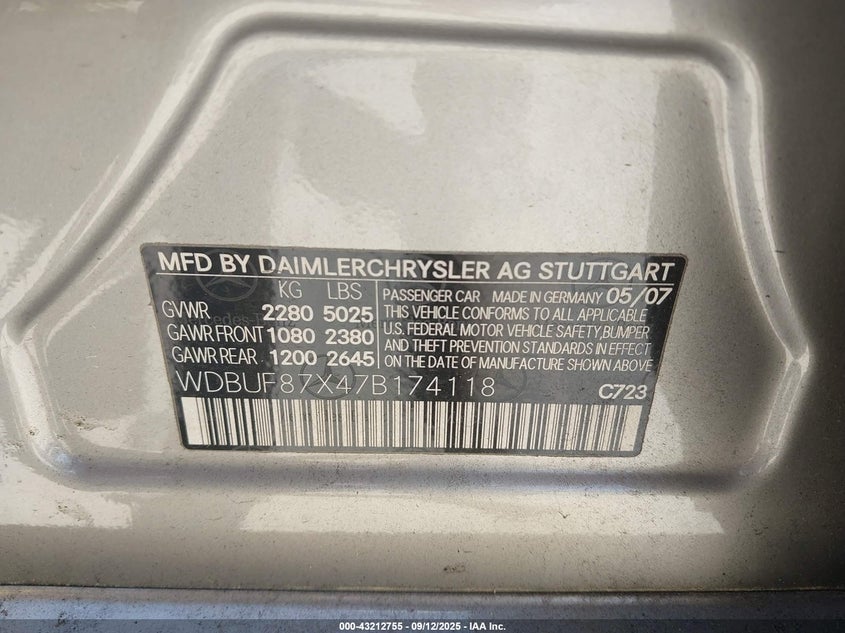 MFD BY DAIMLERCHRYSLER AG STUTTGART
KG LBS
GVWR 2280 5025
GAWR FRONT 1080 2380
GAWR REAR 1200 2645
PASSENGER CAR MADE IN GERMANY 05/07
THIS VEHICLE CONFORMS TO ALL APPLICABLE
U.S. FEDERAL MOTOR VEHICLE SAFETY, BUMPER
AND THEFT PREVENTION STANDARDS IN EFFECT
ON THE DATE OF MANUFACTURE SHOWN ABOVE
WDBUF87X47B174118
C723
000-43212755 - 09/12/2025 - IAA Inc.